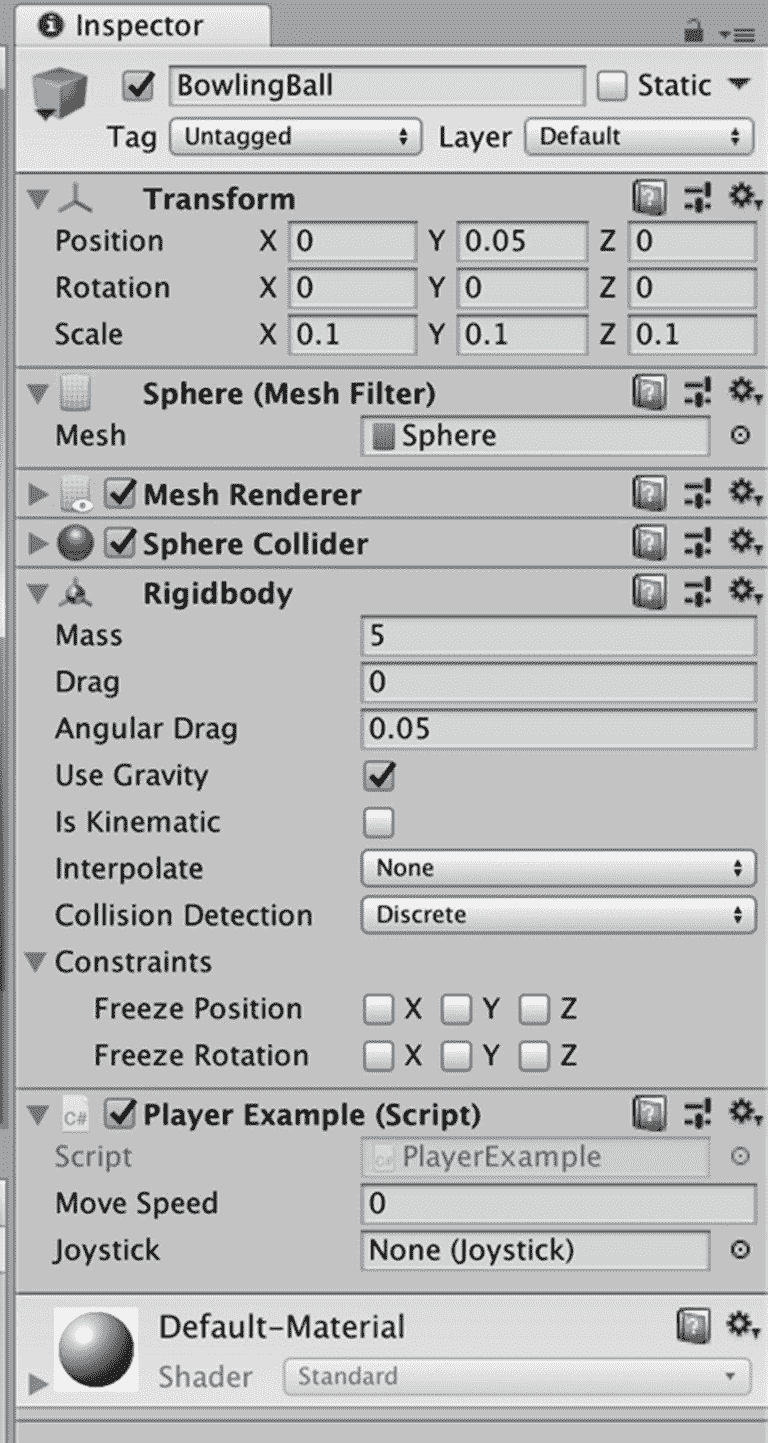 Inspector
BowlingBall Static
Tag Untagged Layer Default
Transform
Position X 0 Y 0.05 Z 0
Rotation X 0 Y 0 Z 0
Scale X 0.1 Y 0.1 Z 0.1
Sphere (Mesh Filter)
Mesh Sphere
Mesh Renderer
Sphere Collider
Rigidbody
Mass 5
Drag 0
Angular Drag 0.05
Use Gravity
Is Kinematic
Interpolate None
Collision Detection Discrete
Constraints
Freeze Position X Y Z
Freeze Rotation X Y Z
C# Player Example (Script)
Script PlayerExample
Move Speed 0
Joystick None (Joystick)
Default-Material
Shader Standard